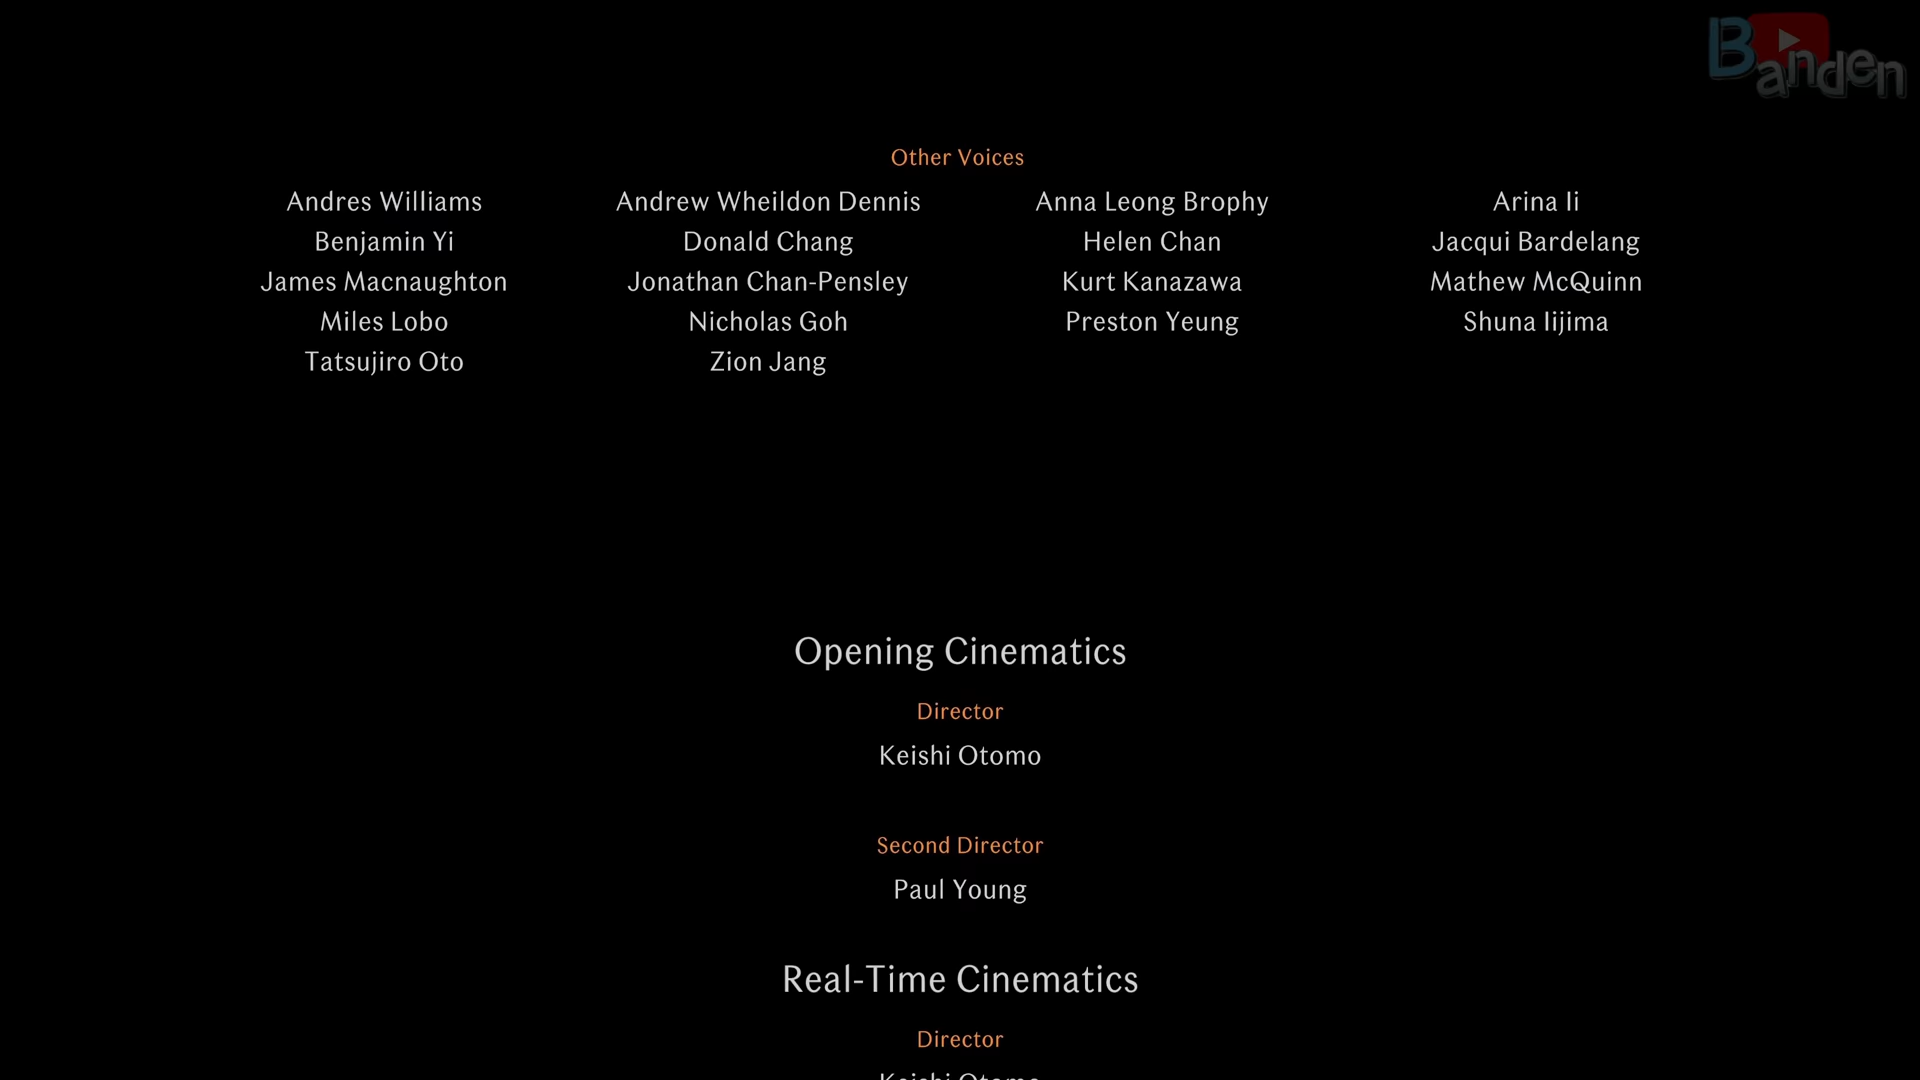 Banden
Other Voices
Andres Williams Andrew Wheildon Dennis Anna Leong Brophy Arina Ii
Benjamin Yi Donald Chang Helen Chan Jacqui Bardelang
James Macnaughton Jonathan Chan-Pensley Kurt Kanazawa Mathew McQuinn
Miles Lobo Nicholas Goh Preston Yeung Shuna Iijima
Tatsujiro Oto Zion Jang
Opening Cinematics
Director
Keishi Otomo
Second Director
Paul Young
Real-Time Cinematics
Director
Keishi Otomo